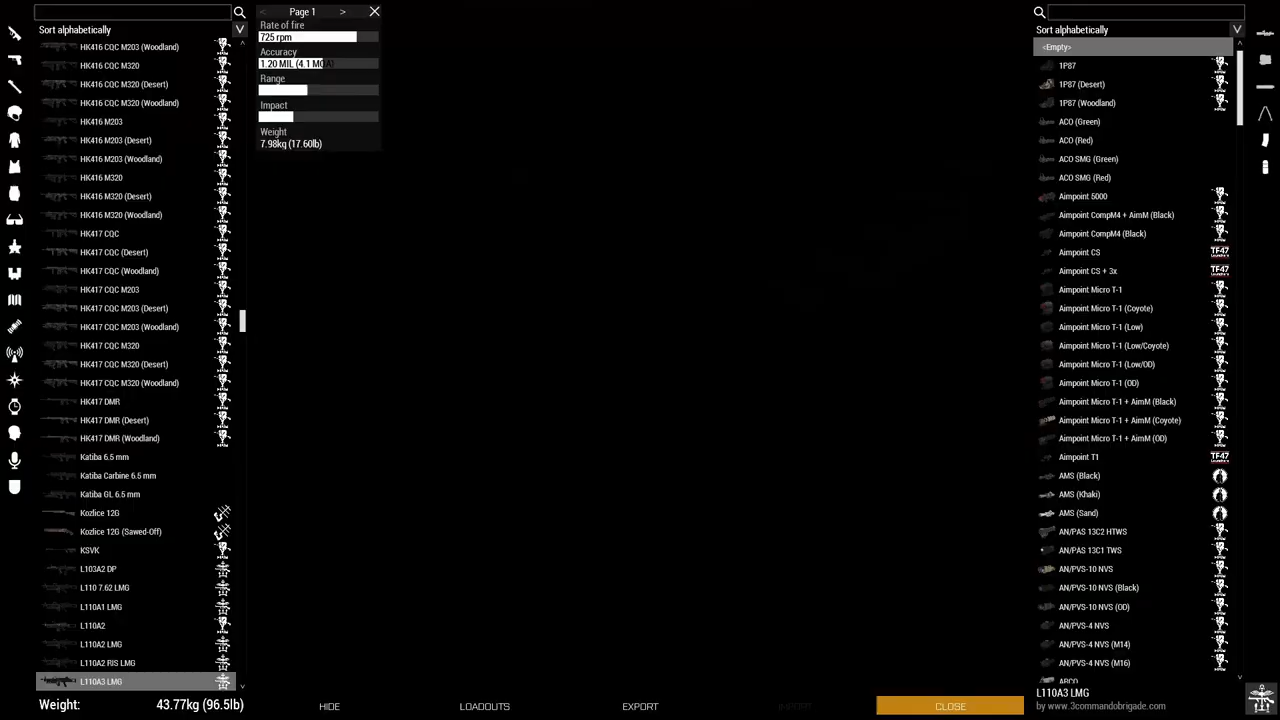 Sort alphabetically
HK416 CQC M203 (Woodland)
HK416 CQC M320
HK416 CQC M320 (Desert)
HK416 CQC M320 (Woodland)
HK416 M203
HK416 M203 (Desert)
HK416 M203 (Woodland)
HK416 M320
HK416 M320 (Desert)
HK416 M320 (Woodland)
HK417 CQC
HK417 CQC (Desert)
HK417 CQC (Woodland)
HK417 CQC M203
HK417 CQC M203 (Desert)
HK417 CQC M203 (Woodland)
HK417 CQC M320
HK417 CQC M320 (Desert)
HK417 CQC M320 (Woodland)
HK417 DMR
HK417 DMR (Desert)
HK417 DMR (Woodland)
Katiba 6.5 mm
Katiba Carbine 6.5 mm
Katiba GL 6.5 mm
Kozlice 12G
Kozlice 12G (Sawed-Off)
KSVK
L103A2 DP
L110 7.62 LMG
L110A1 LMG
L110A2
L110A2 LMG
L110A2 RIS LMG
L110A3 LMG
Weight: 43.77kg (96.5lb)
< Page 1 >
Rate of fire
725 rpm
Accuracy
1.20 MIL (4.1 MOA)
Range
Impact
Weight
7.98kg (17.60lb)
HIDE
LOADOUTS
EXPORT
IMPORT
CLOSE
Sort alphabetically
<Empty>
1P87
1P87 (Desert)
1P87 (Woodland)
ACO (Green)
ACO (Red)
ACO SMG (Green)
ACO SMG (Red)
Aimpoint 5000
Aimpoint CompM4 + AimM (Black)
Aimpoint CompM4 (Black)
Aimpoint CS
TF47
Aimpoint CS + 3x
TF47
Aimpoint Micro T-1
Aimpoint Micro T-1 (Coyote)
Aimpoint Micro T-1 (Low)
Aimpoint Micro T-1 (Low/Coyote)
Aimpoint Micro T-1 (Low/OD)
Aimpoint Micro T-1 (OD)
Aimpoint Micro T-1 + AimM (Black)
Aimpoint Micro T-1 + AimM (Coyote)
Aimpoint Micro T-1 + AimM (OD)
Aimpoint T1
TF47
AMS (Black)
AMS (Khaki)
AMS (Sand)
AN/PAS 13C2 HTWS
AN/PAS 13C1 TWS
AN/PVS-10 NVS
AN/PVS-10 NVS (Black)
AN/PVS-10 NVS (OD)
AN/PVS-4 NVS
AN/PVS-4 NVS (M14)
AN/PVS-4 NVS (M16)
ARCO
L110A3 LMG
by www.3commandobrigade.com